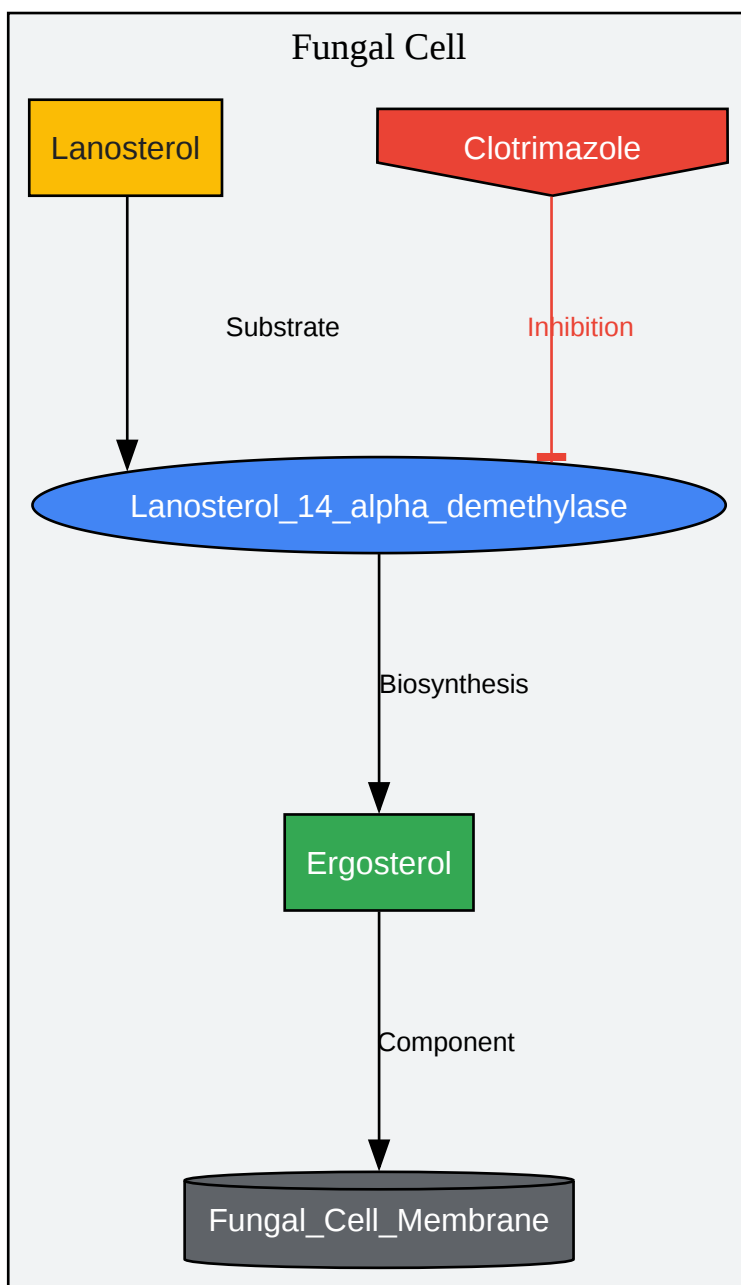 Fungal Cell
Lanosterol
Clotrimazole
Substrate
Inhibition
Lanosterol_14_alpha_demethylase
Biosynthesis
Ergosterol
Component
Fungal_Cell_Membrane